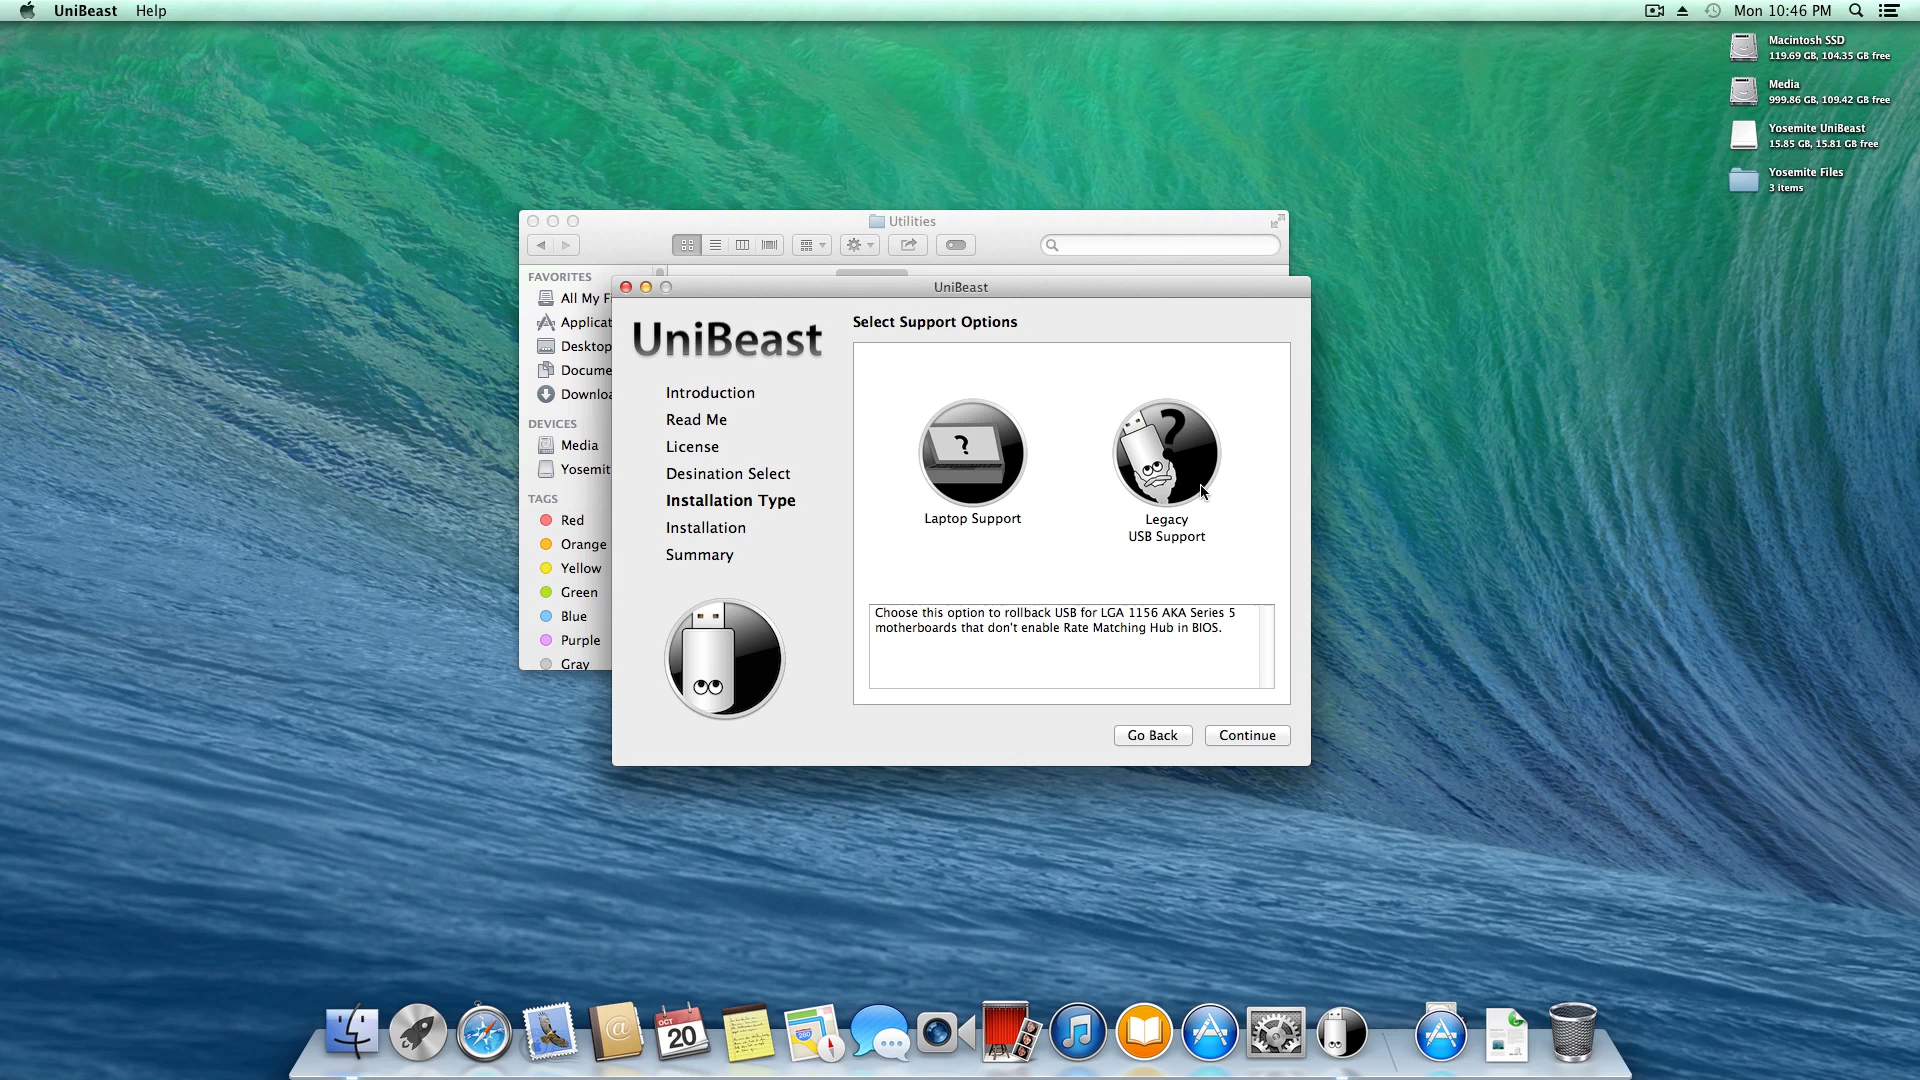 UniBeast Help
Mon 10:46 PM
Macintosh SSD
119.69 GB, 104.35 GB free
Media
999.86 GB, 109.42 GB free
Yosemite UniBeast
15.85 GB, 15.81 GB free
Yosemite Files
3 items
Utilities
FAVORITES
All My F
Applicat
Desktop
Docume
Downloa
DEVICES
Media
Yosemit
TAGS
Red
Orange
Yellow
Green
Blue
Purple
Gray
UniBeast
UniBeast
Introduction
Read Me
License
Desination Select
Installation Type
Installation
Summary
Select Support Options
?
?
Laptop Support
Legacy
USB Support
Choose this option to rollback USB for LGA 1156 AKA Series 5
motherboards that don't enable Rate Matching Hub in BIOS.
Go Back
Continue
@
OCT
20
280